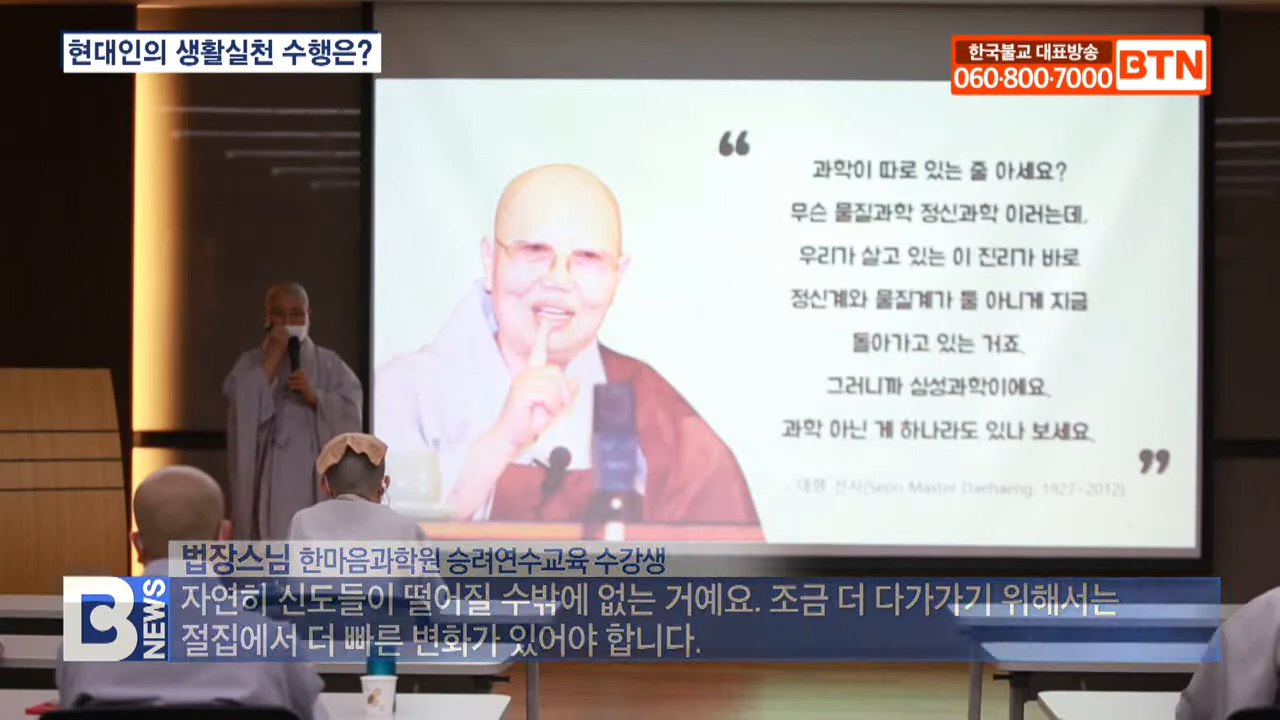 현대인의 생활실천 수행은?
한국불교 대표방송
060·800·7000
BTN
“
과학이 따로 있는 줄 아세요?
무슨 물질과학 정신과학 이러는데.
우리가 살고 있는 이 진리가 바로
정신계와 물질계가 둘 아니게 지금
돌아가고 있는 거죠.
그러니까 심성과학이에요.
과학 아닌 게 하나라도 있나 보세요.
”
- 대행 선사(Seon Master Daehaeng. 1927~2012)
법장스님 한마음과학원 승려연수교육 수강생
B NEWS
자연히 신도들이 떨어질 수밖에 없는 거예요. 조금 더 다가가기 위해서는
절집에서 더 빠른 변화가 있어야 합니다.